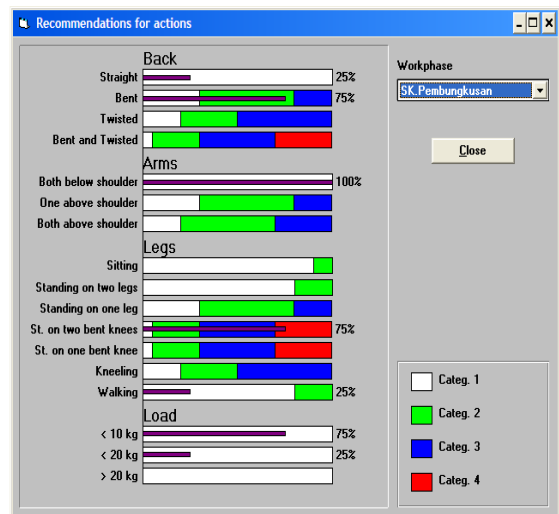 Recommendations for actions
Back
Straight 25%
Bent 75%
Twisted
Bent and Twisted
Arms
Both below shoulder 100%
One above shoulder
Both above shoulder
Legs
Sitting
Standing on two legs
Standing on one leg
St. on two bent knees 75%
St. on one bent knee
Kneeling
Walking 25%
Load
< 10 kg 75%
< 20 kg 25%
> 20 kg
Workphase
SK.Pembungkusan
Close
Categ. 1
Categ. 2
Categ. 3
Categ. 4